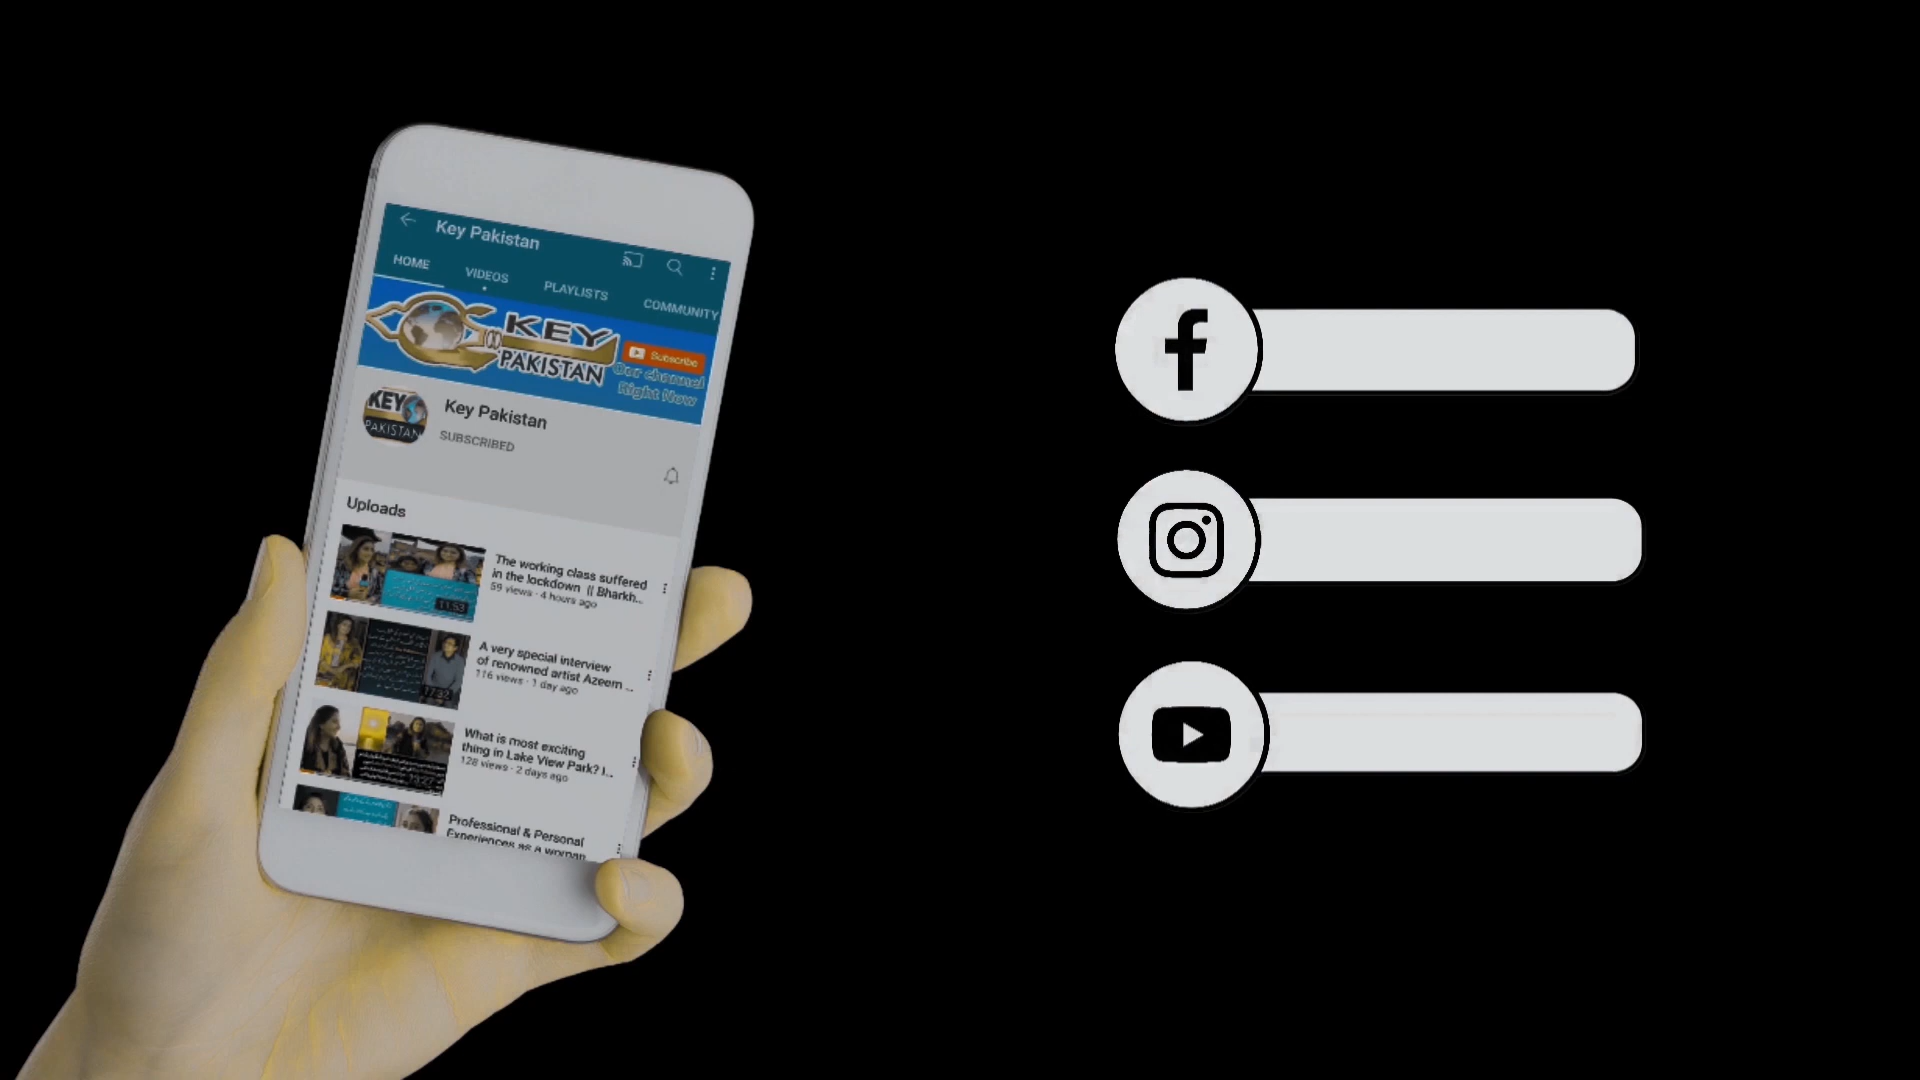 Key Pakistan
HOME VIDEOS PLAYLISTS COMMUNITY
KEY
PAKISTAN
Subscribe
Our channel
Right Now
KEY
PAKISTAN
Key Pakistan
SUBSCRIBED
Uploads
The working class suffered
in the lockdown || Bharkh...
59 views · 4 hours ago
11:53
A very special interview
of renowned artist Azeem ...
116 views · 1 day ago
17:32
What is most exciting
thing in Lake View Park? I...
128 views · 2 days ago
Professional & Personal
Experiences as a woman